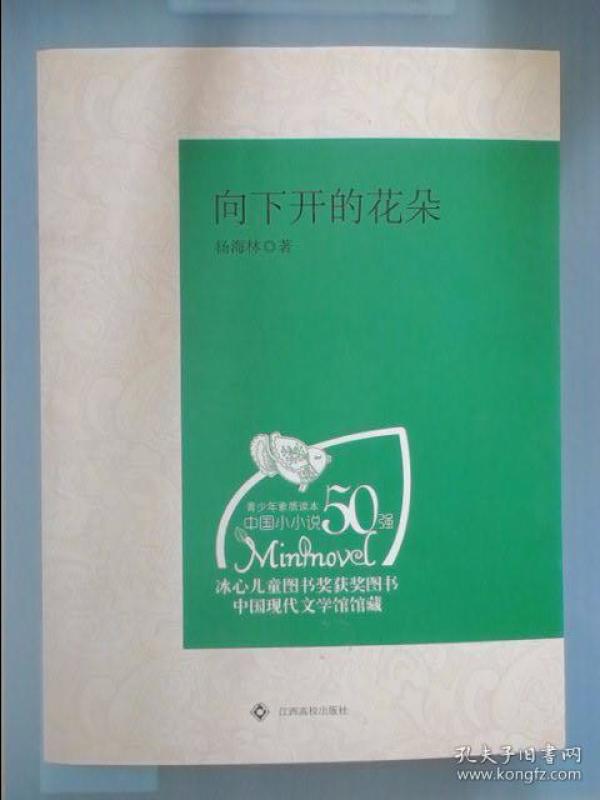 向下开的花朵
杨海林◎著
青少年素质读本
中国小小说50强
Mininovel
冰心儿童图书奖获奖图书
中国现代文学馆馆藏
江西高校出版社
孔夫子旧书网
www.kongfz.com